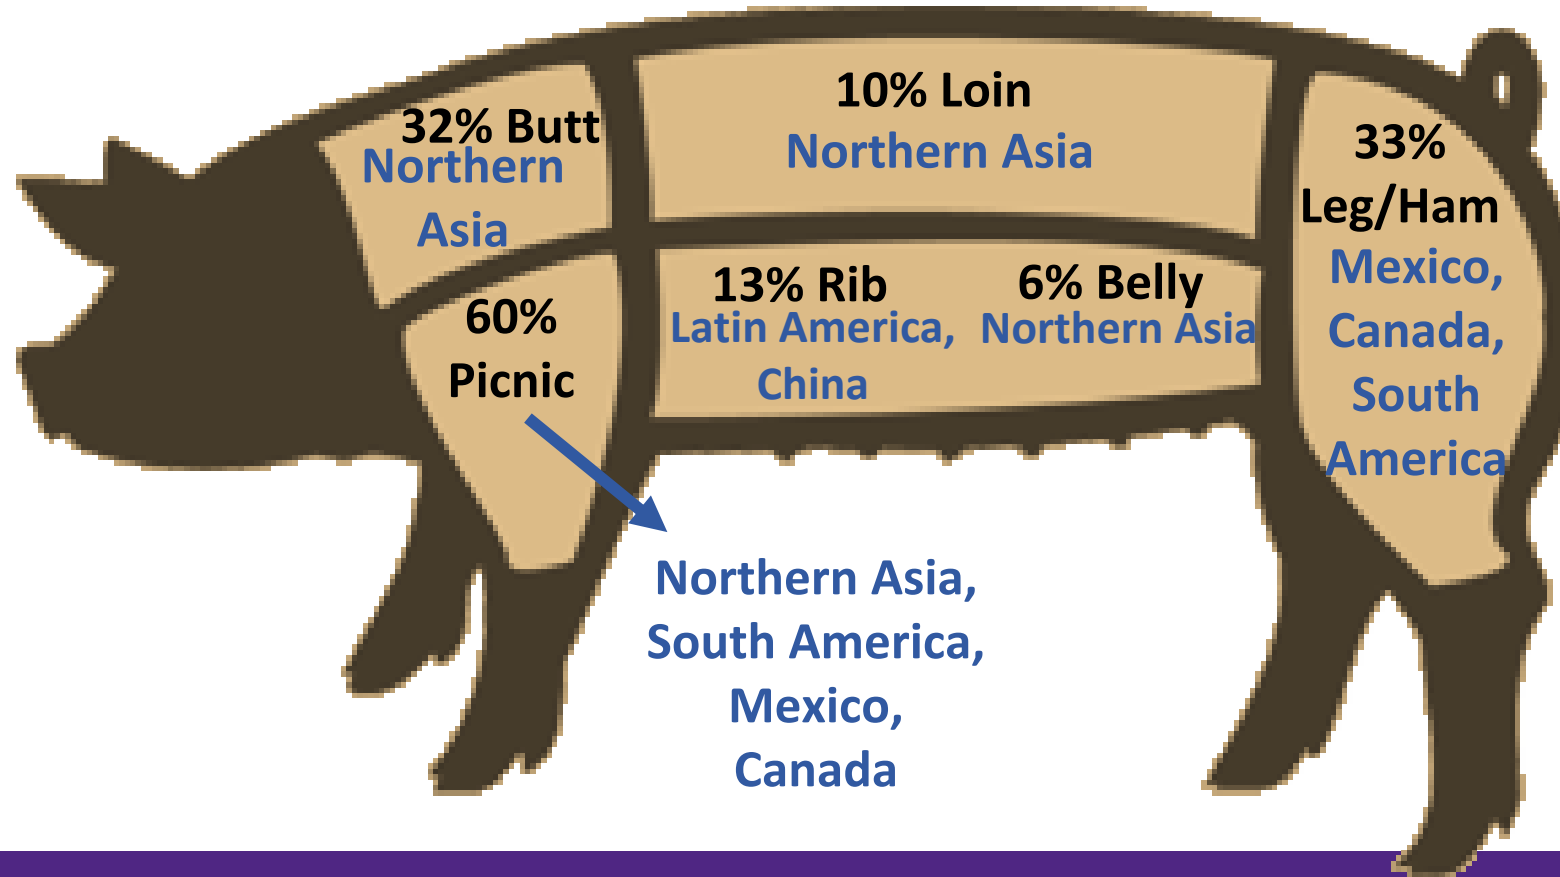 32% Butt
Northern
Asia
10% Loin
Northern Asia
33%
Leg/Ham
Mexico,
Canada,
South
America
60%
Picnic
13% Rib
Latin America,
China
6% Belly
Northern Asia
Northern Asia,
South America,
Mexico,
Canada